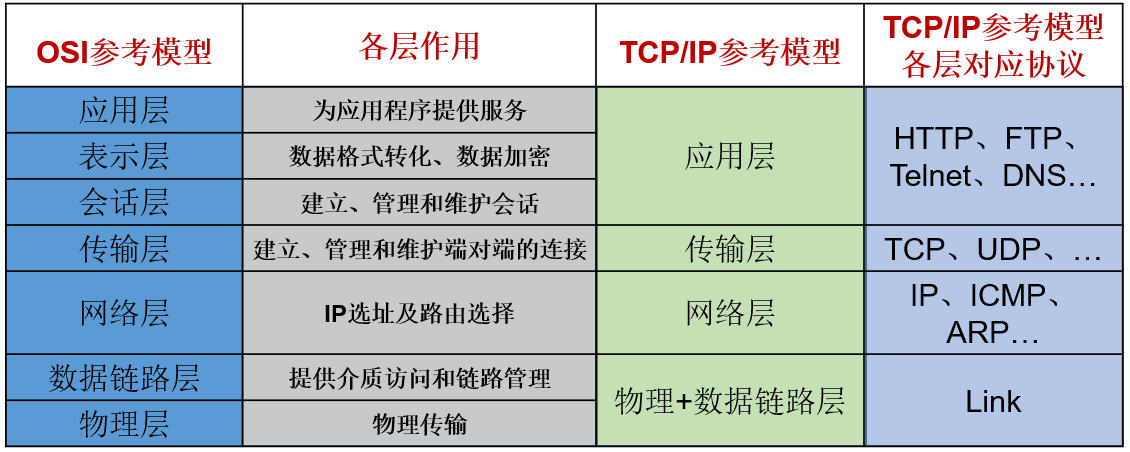 OSI参考模型
各层作用
TCP/IP参考模型
TCP/IP参考模型
各层对应协议
应用层
为应用程序提供服务
表示层
数据格式转化、数据加密
会话层
建立、管理和维护会话
应用层
HTTP、FTP、
Telnet、DNS…
传输层
建立、管理和维护端对端的连接
传输层
TCP、UDP、…
网络层
IP选址及路由选择
网络层
IP、ICMP、
ARP…
数据链路层
提供介质访问和链路管理
物理层
物理传输
物理+数据链路层
Link